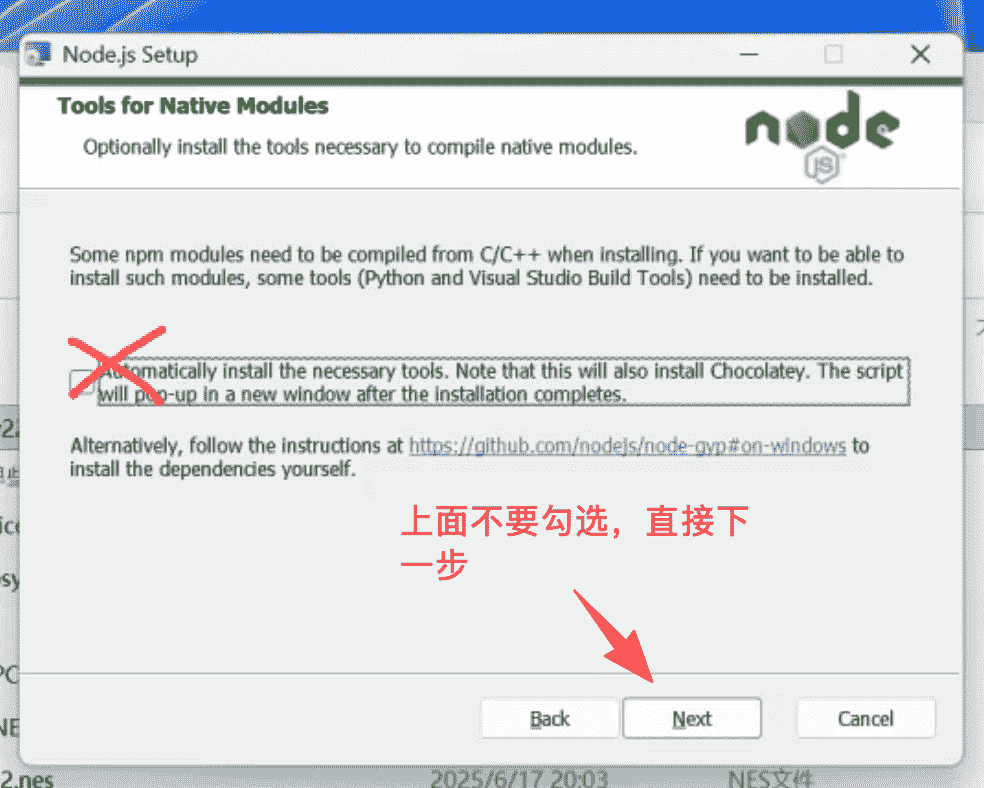 Node.js Setup
Tools for Native Modules
Optionally install the tools necessary to compile native modules.
node
JS
Some npm modules need to be compiled from C/C++ when installing. If you want to be able to
install such modules, some tools (Python and Visual Studio Build Tools) need to be installed.
Automatically install the necessary tools. Note that this will also install Chocolatey. The script
will pop-up in a new window after the installation completes.
Alternatively, follow the instructions at https://github.com/nodejs/node-gyp#on-windows to
install the dependencies yourself.
上面不要勾选，直接下
一步
Back
Next
Cancel
2.nes
2025/6/17 20:03
NES文件